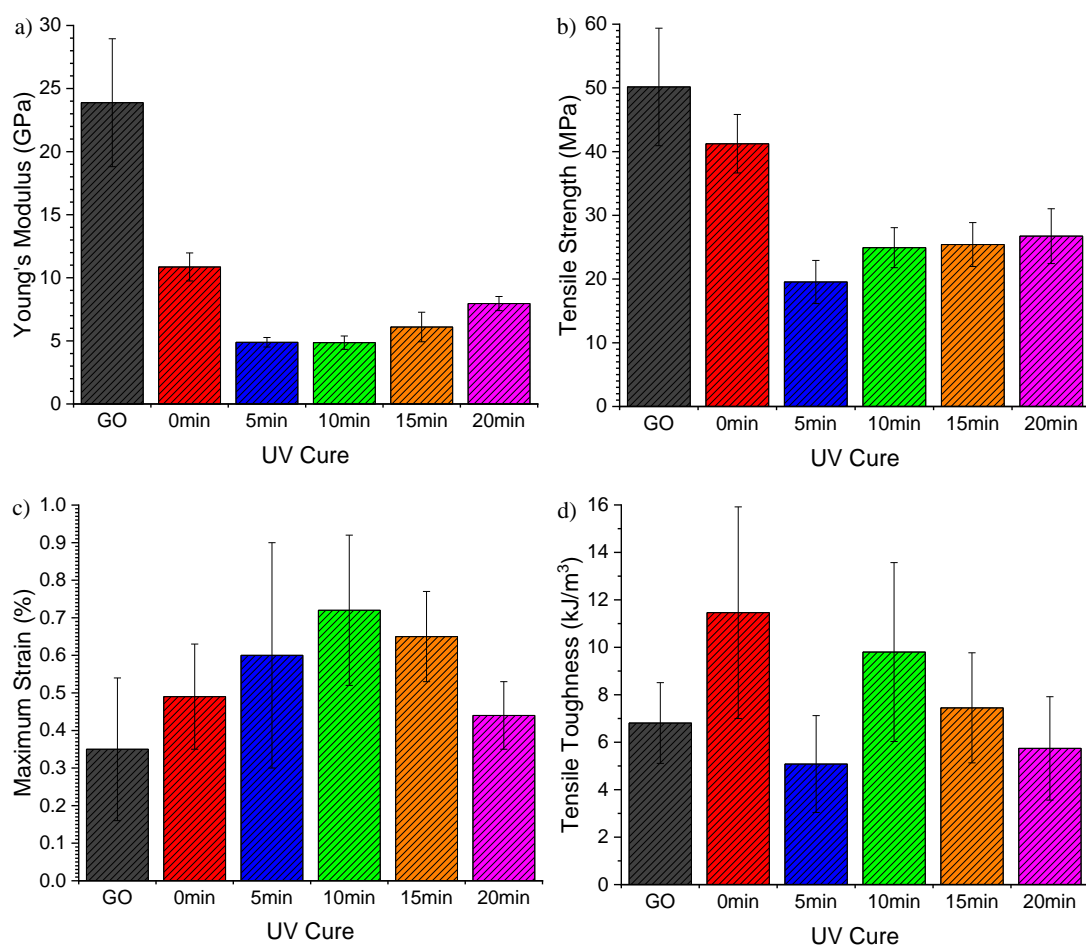 a)
Young's Modulus (GPa)
30
25
20
15
10
5
0
GO 0min 5min 10min 15min 20min
UV Cure
b)
Tensile Strength (MPa)
60
50
40
30
20
10
0
GO 0min 5min 10min 15min 20min
UV Cure
c)
Maximum Strain (%)
1.0
0.9
0.8
0.7
0.6
0.5
0.4
0.3
0.2
0.1
0.0
GO 0min 5min 10min 15min 20min
UV Cure
d)
Tensile Toughness (kJ/m³)
16
14
12
10
8
6
4
2
0
GO 0min 5min 10min 15min 20min
UV Cure